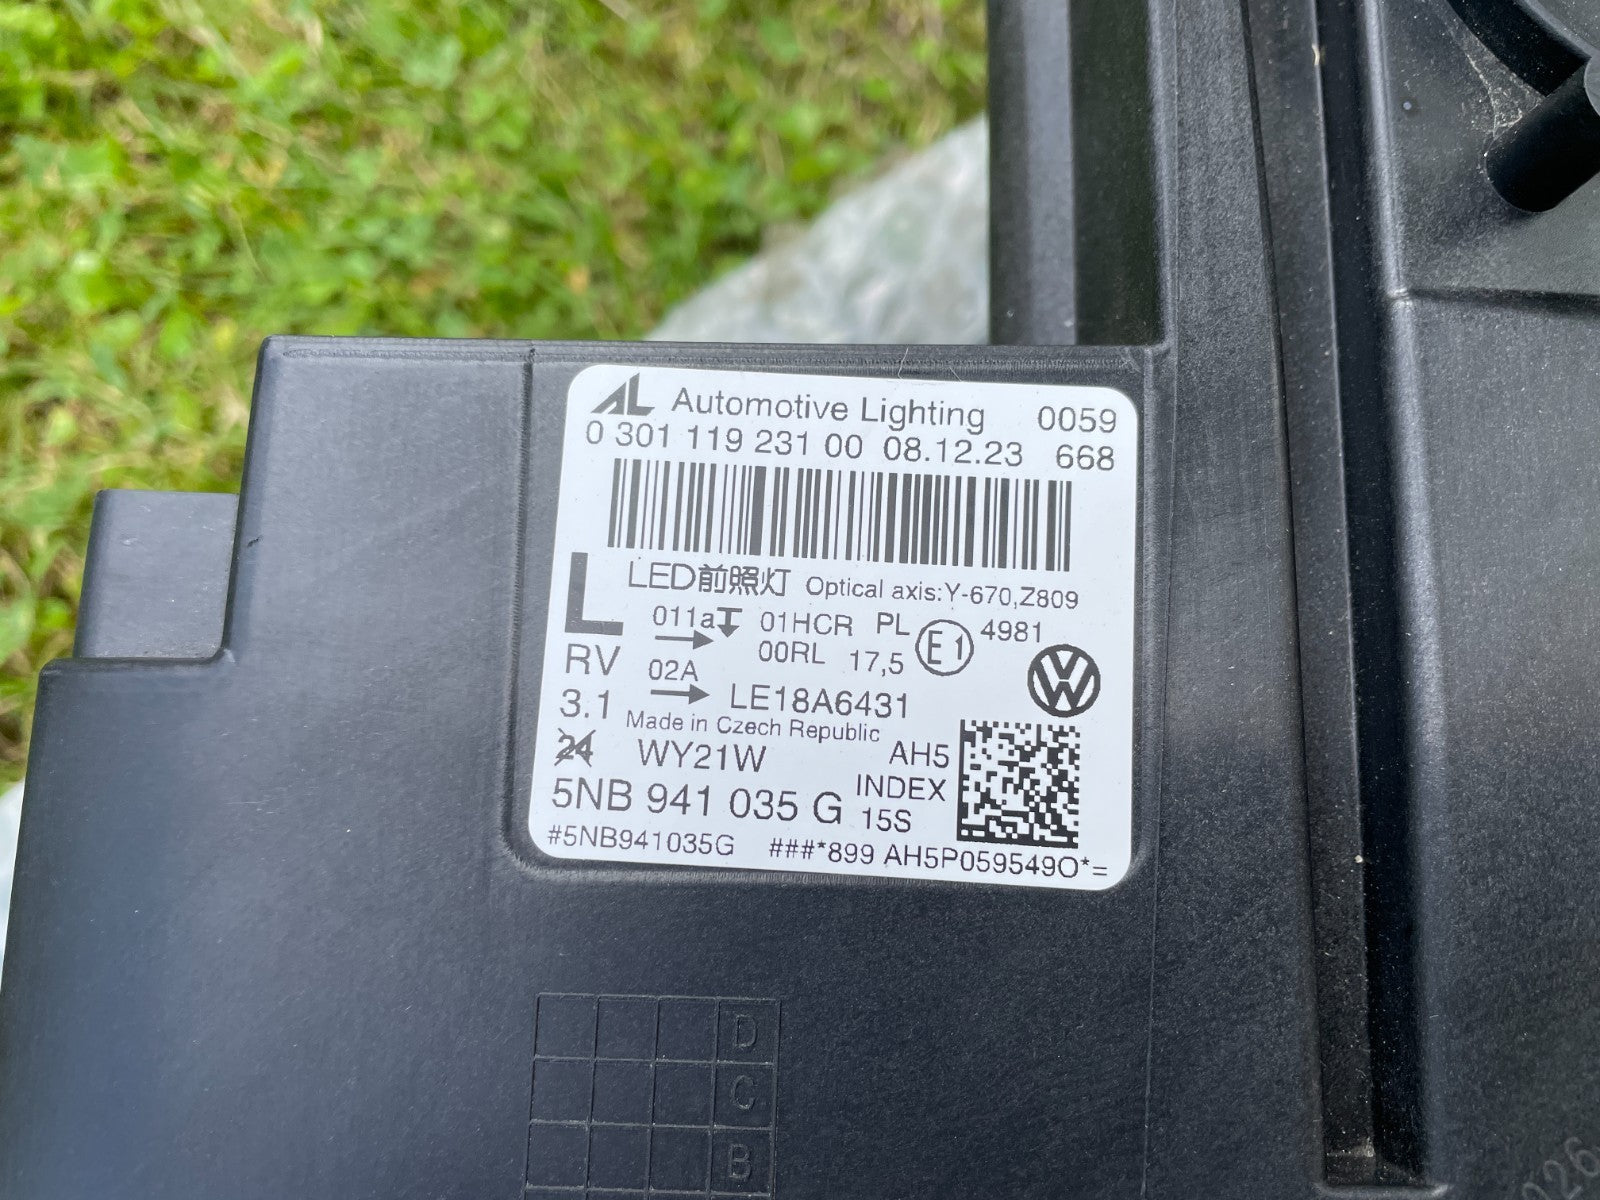 AL Automotive Lighting 0059
0 301 119 231 00 08.12.23 668
L LED前照灯 Optical axis:Y-670,Z809
011a 01HCR PL E1 4981
00RL 17,5
RV 02A
3.1 LE18A6431
Made in Czech Republic
24 WY21W AH5
INDEX
5NB 941 035 G 15S
#5NB941035G ###*899 AH5P059549O*=
D
C
B
026